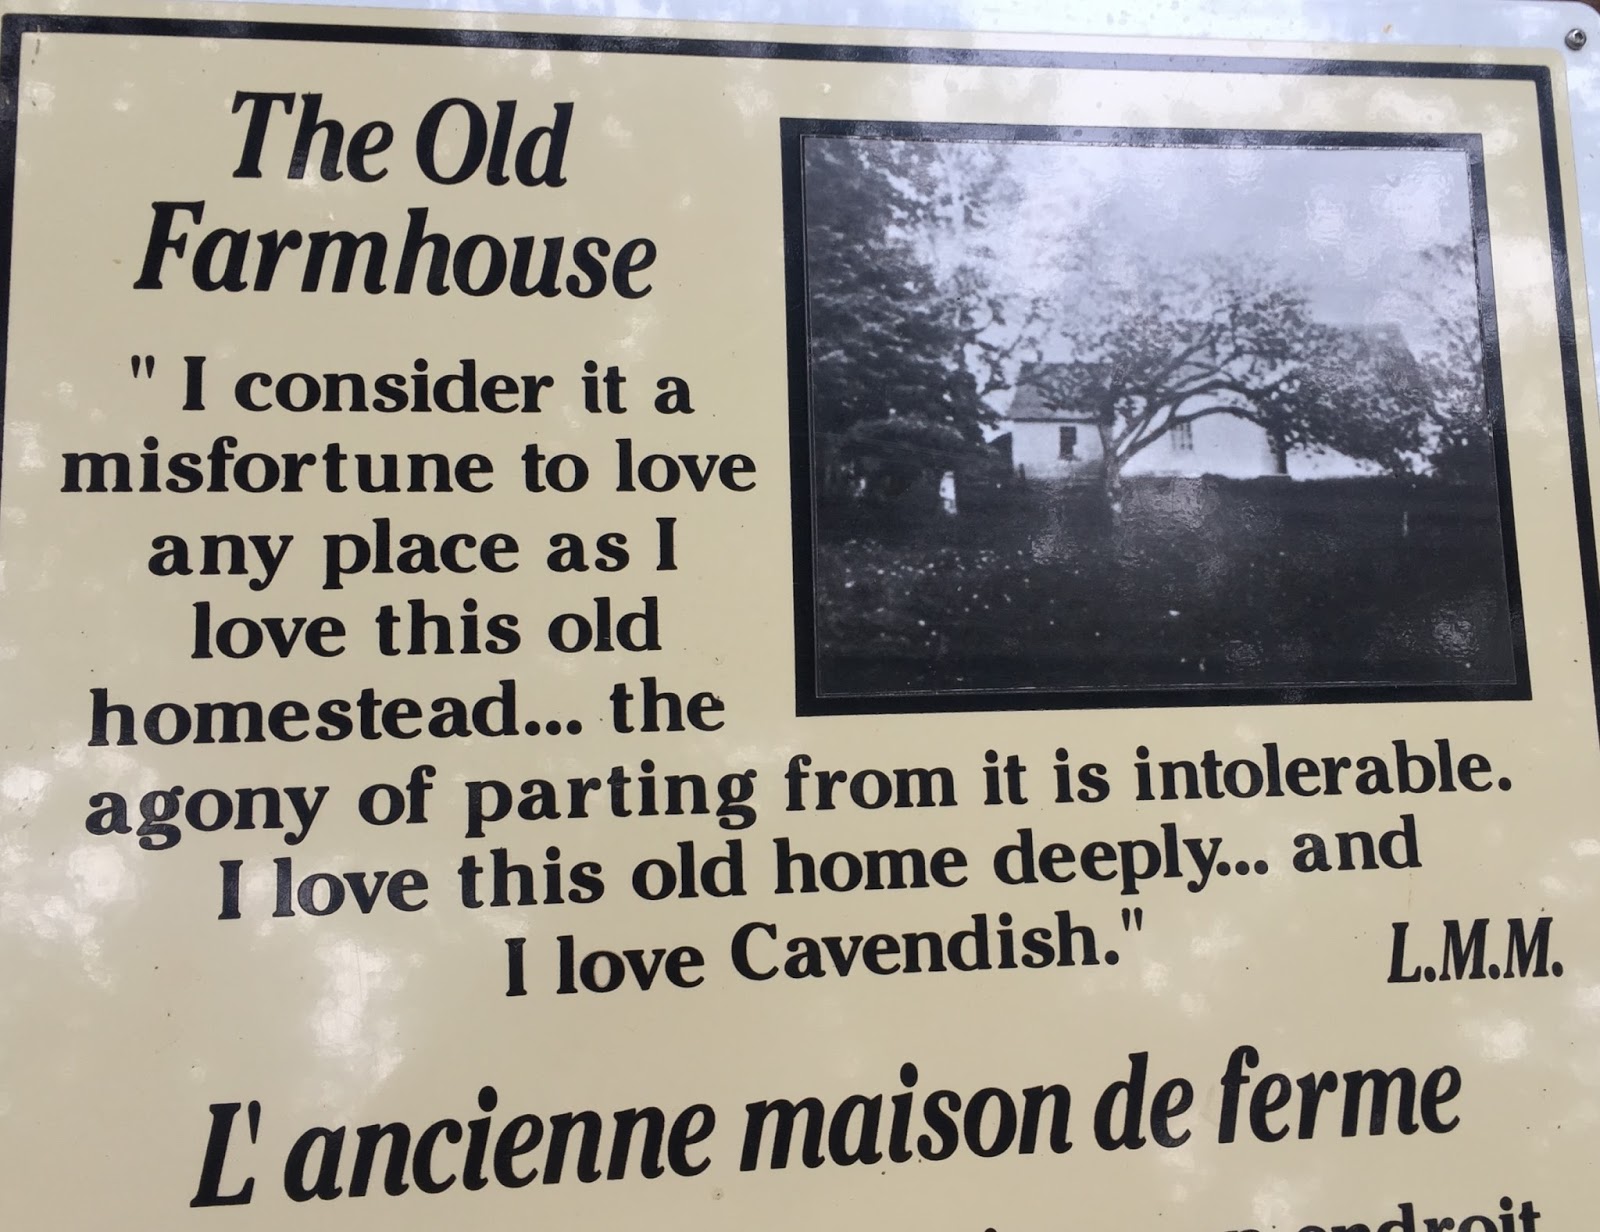 The Old
Farmhouse
" I consider it a
misfortune to love
any place as I
love this old
homestead... the
agony of parting from it is intolerable.
I love this old home deeply... and
I love Cavendish."
L.M.M.
L'ancienne maison de ferme
endroit